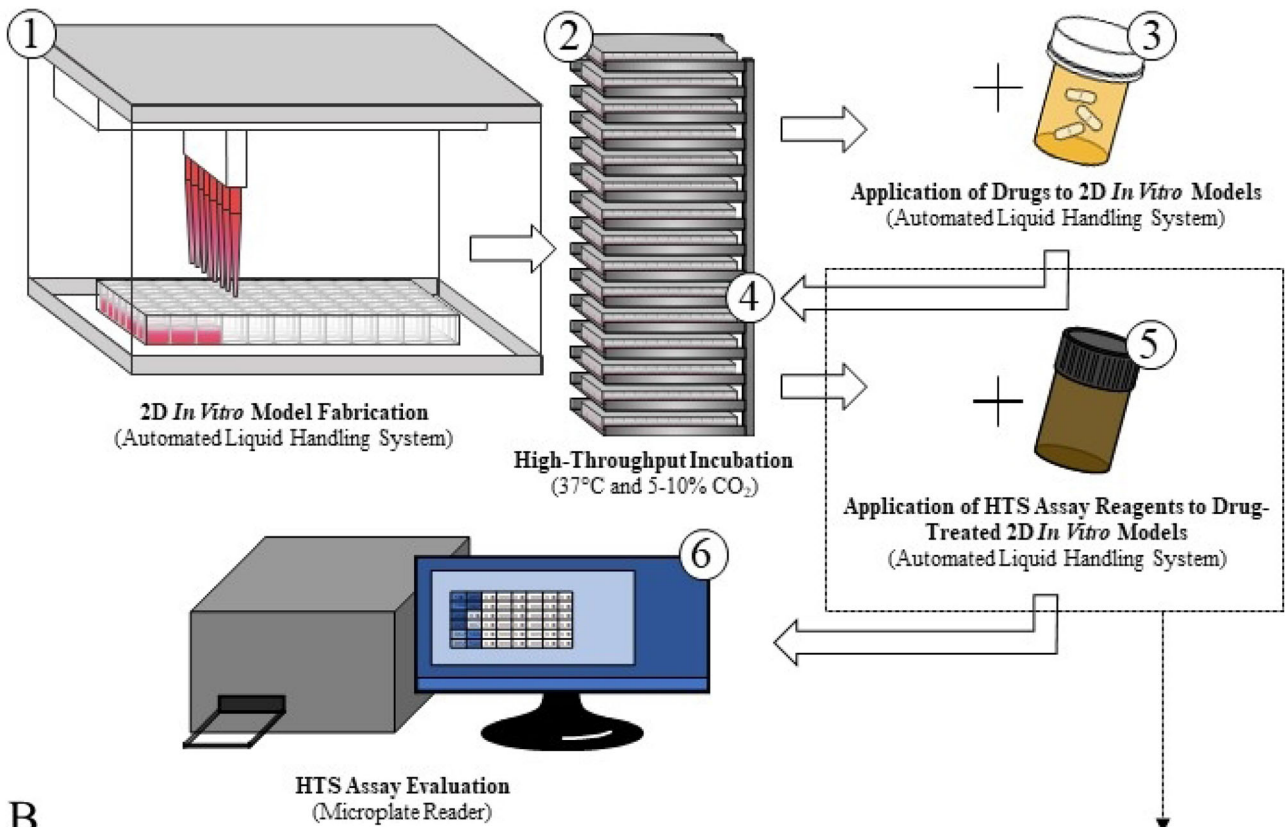 1
2
3
+
Application of Drugs to 2D In Vitro Models
(Automated Liquid Handling System)
4
5
+
2D In Vitro Model Fabrication
(Automated Liquid Handling System)
High-Throughput Incubation
(37°C and 5-10% CO₂)
Application of HTS Assay Reagents to Drug-
Treated 2D In Vitro Models
(Automated Liquid Handling System)
6
HTS Assay Evaluation
(Microplate Reader)
B